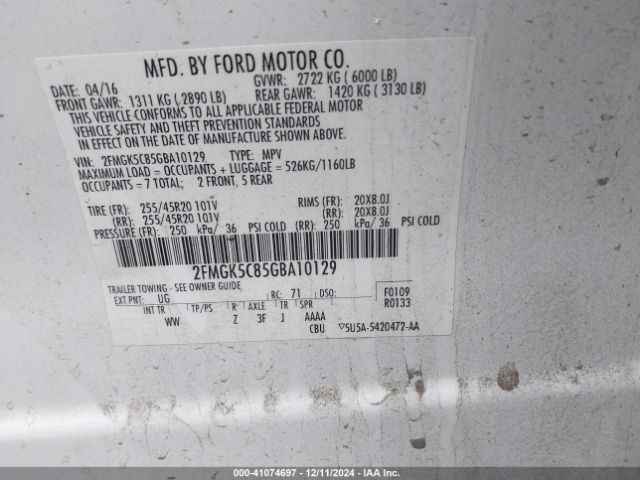 MFD. BY FORD MOTOR CO.
DATE: 04/16 GVWR: 2722 KG ( 6000 LB)
FRONT GAWR: 1311 KG ( 2890 LB) REAR GAWR: 1420 KG ( 3130 LB)
THIS VEHICLE CONFORMS TO ALL APPLICABLE FEDERAL MOTOR
VEHICLE SAFETY AND THEFT PREVENTION STANDARDS
IN EFFECT ON THE DATE OF MANUFACTURE SHOWN ABOVE.
VIN: 2FMGK5C85GBA10129 TYPE: MPV
MAXIMUM LOAD = OCCUPANTS + LUGGAGE = 526KG/1160LB
OCCUPANTS = 7 TOTAL; 2 FRONT, 5 REAR
TIRE (FR): 255/45R20 101V RIMS (FR): 20X8.0J
(RR): 255/45R20 101V (RR): 20X8.0J
PRESSURE (FR): 250 kPa/ 36 PSI COLD (RR): 250 kPa/ 36 PSI COLD
2FMGK5C85GBA10129
TRAILER TOWING - SEE OWNER GUIDE
EXT PNT: UG RC: 71 DSO: F0109
INT TR TP/PS R AXLE TR SPR R0133
WW Z 3F J AAAA
CBU ▽5U5A-5420472-AA
000-41074697 - 12/11/2024 - IAA Inc.